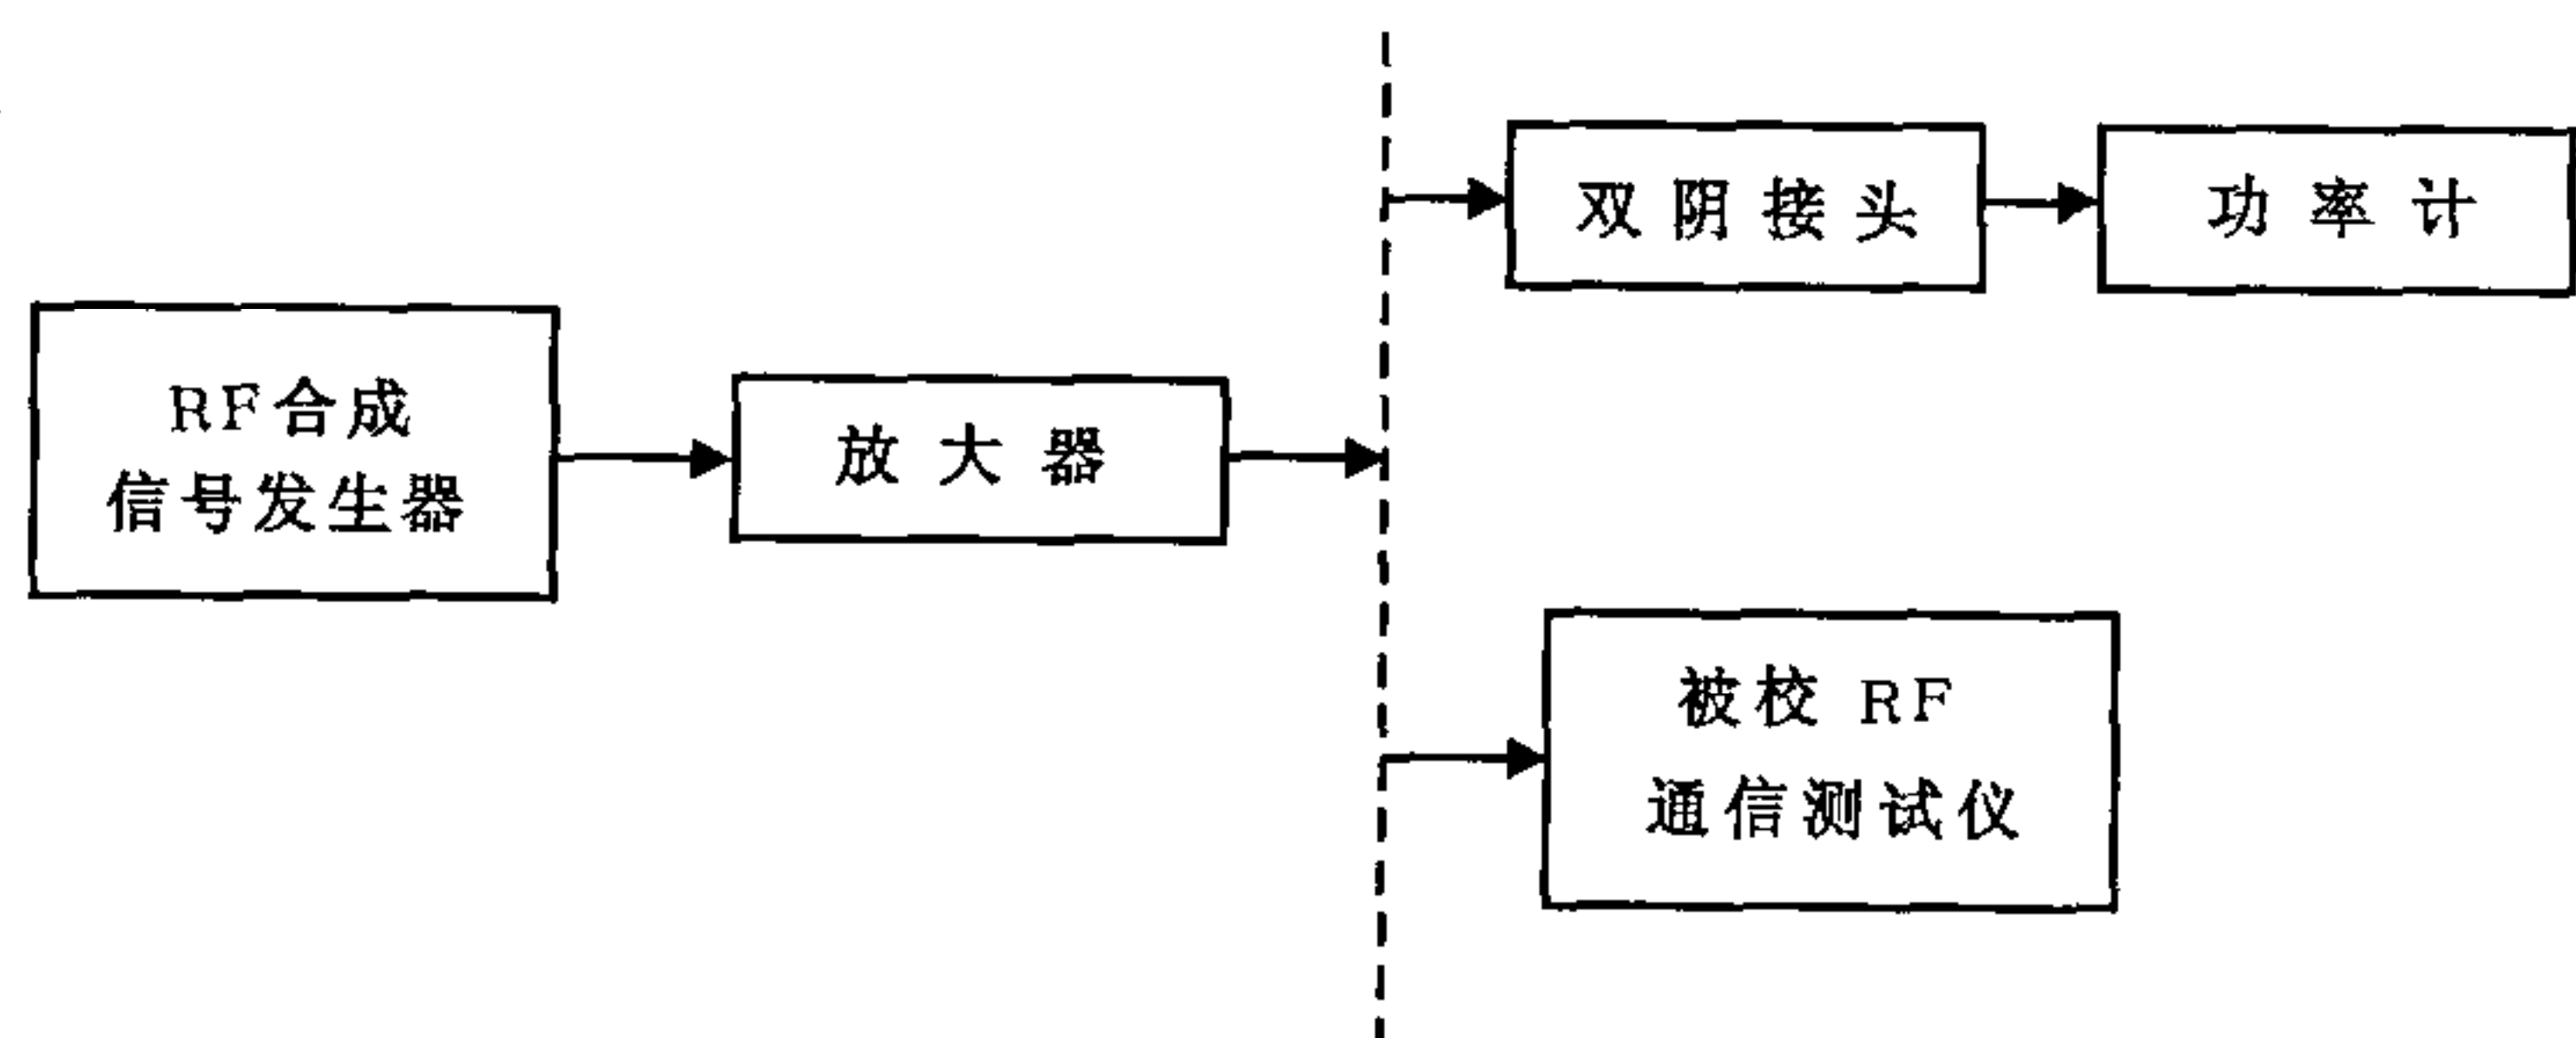 RF合成
信号发生器
放大器
双阴接头
功率计
被校 RF
通信测试仪